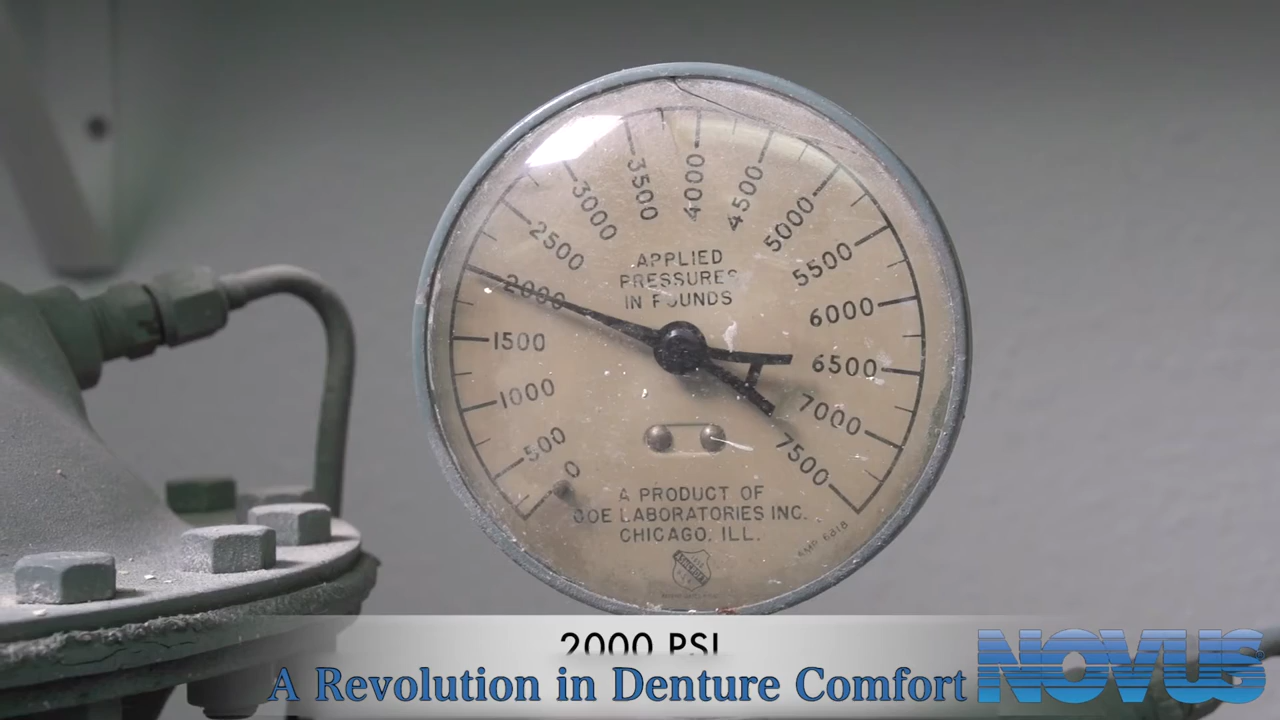 3500
4000
4500
3000
5000
2500
5500
2000
6000
1500
6500
1000
7000
500
7500
0
APPLIED
PRESSURES
IN POUNDS
A PRODUCT OF
COE LABORATORIES INC.
CHICAGO, ILL.
2000 PSI
A Revolution in Denture Comfort
NOVUS